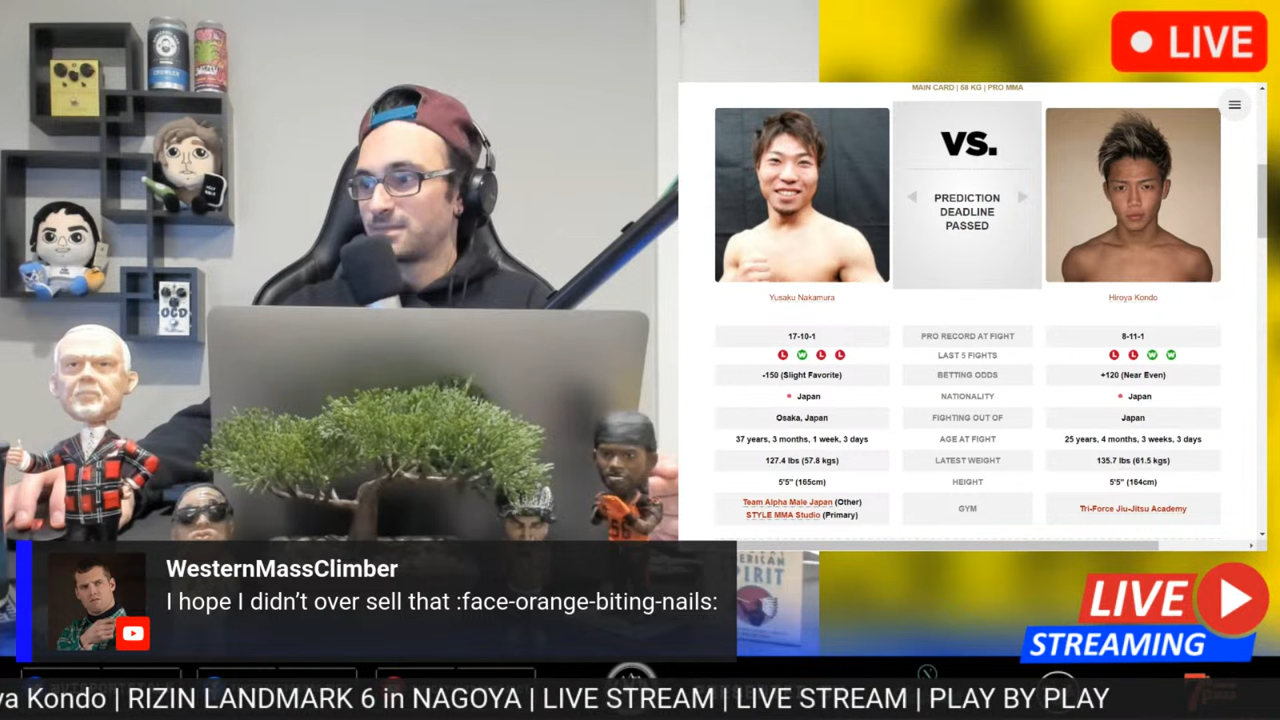 LIVE
MAIN CARD | 58 KG | PRO MMA
VS.
PREDICTION
DEADLINE
PASSED
Yusaku Nakamura
Hiroya Kondo
17-10-1 PRO RECORD AT FIGHT 8-11-1
L W L L LAST 5 FIGHTS L L W W
-150 (Slight Favorite) BETTING ODDS +120 (Near Even)
Japan NATIONALITY Japan
Osaka, Japan FIGHTING OUT OF Japan
37 years, 3 months, 1 week, 3 days AGE AT FIGHT 25 years, 4 months, 3 weeks, 3 days
127.4 lbs (57.8 kgs) LATEST WEIGHT 135.7 lbs (61.5 kgs)
5'5" (165cm) HEIGHT 5'5" (164cm)
Team Alpha Male Japan (Other)
STYLE MMA Studio (Primary)
GYM
Tri-Force Jiu-Jitsu Academy
CROWLER
OCD
WesternMassClimber
I hope I didn't over sell that :face-orange-biting-nails:
LIVE
STREAMING
ya Kondo | RIZIN LANDMARK 6 in NAGOYA | LIVE STREAM | LIVE STREAM | PLAY BY PLAY